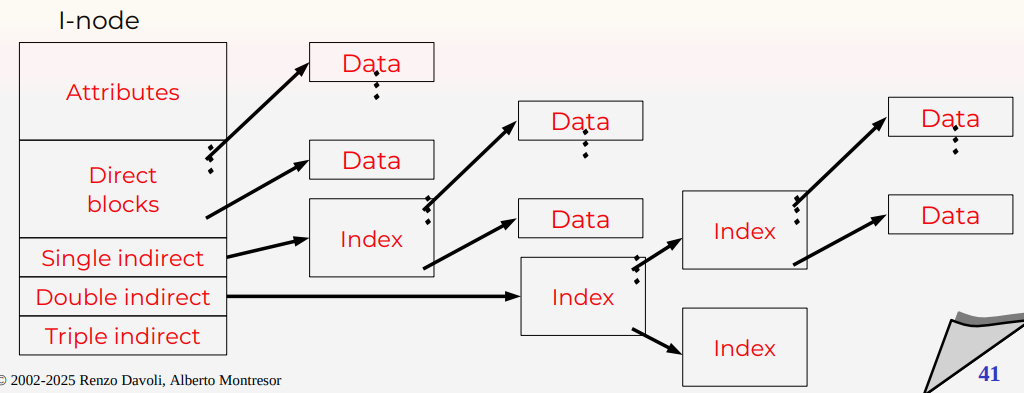 I-node
Attributes
Direct
blocks
Single indirect
Double indirect
Triple indirect
Data
Data
Index
Data
Data
Index
Index
Index
Data
Data
© 2002-2025 Renzo Davoli, Alberto Montresor
41